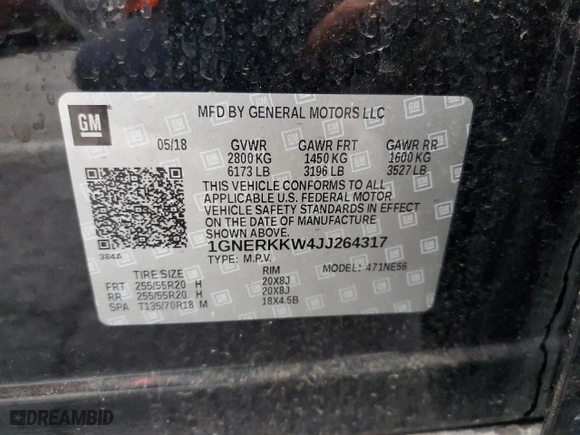 GM
MFD BY GENERAL MOTORS LLC
05/18 GVWR GAWR FRT GAWR RR
2800 KG 1450 KG 1600 KG
6173 LB 3196 LB 3527 LB
THIS VEHICLE CONFORMS TO ALL
APPLICABLE U.S. FEDERAL MOTOR
VEHICLE SAFETY STANDARDS IN EFFECT
ON THE DATE OF MANUFACTURE
SHOWN ABOVE.
384A
1GNERKKW4JJ264317
TYPE: M.P.V. MODEL: 471NE56
TIRE SIZE RIM
FRT 255/55R20 H 20X8J
RR 255/55R20 H 20X8J
SPA T135/70R18 M 18X4.5B
DREAMBID